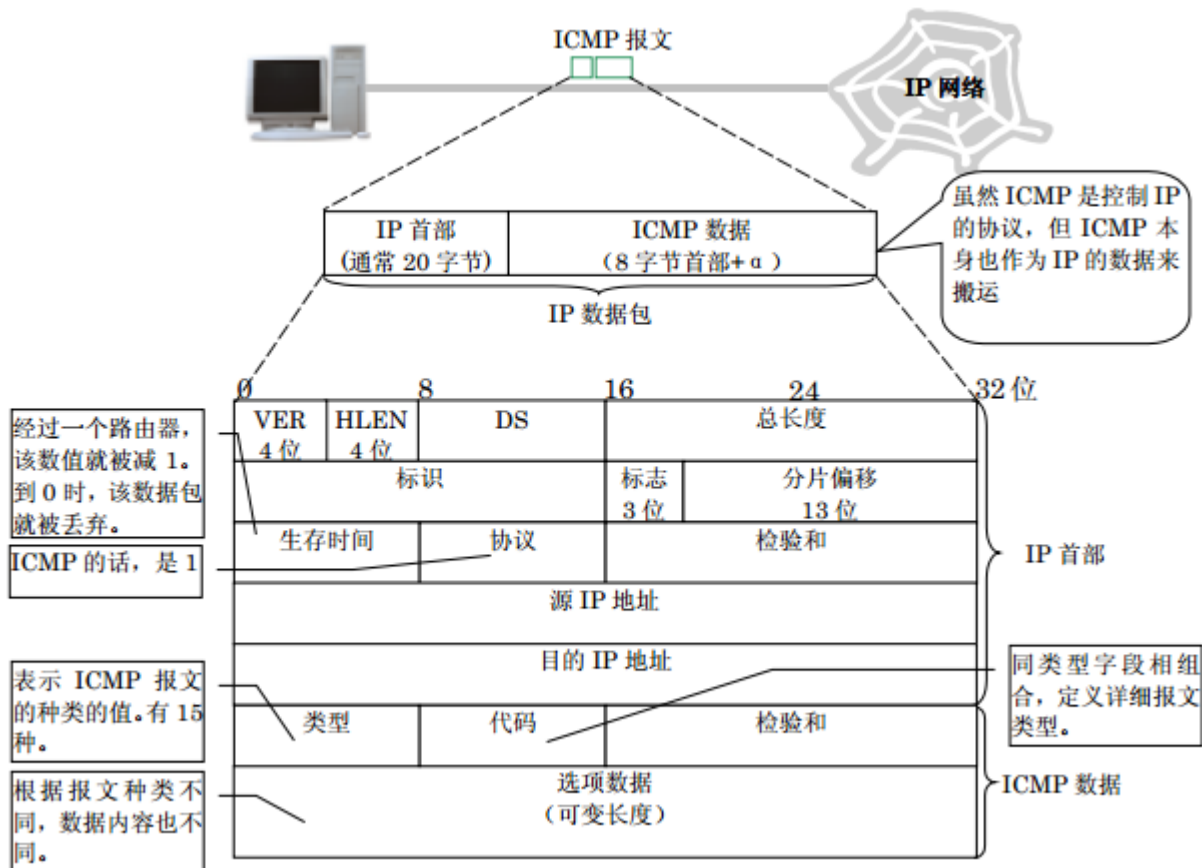 ICMP 报文
IP 网络
虽然 ICMP 是控制 IP
的协议，但 ICMP 本
身也作为 IP 的数据来
搬运
IP 首部
(通常 20 字节)
ICMP 数据
（8 字节首部+α）
IP 数据包
0
8
16
24
32 位
经过一个路由器，
该数值就被减 1。
到 0 时，该数据包
就被丢弃。
VER
4 位
HLEN
4 位
DS
总长度
标识
标志
3 位
分片偏移
13 位
ICMP 的话，是 1
生存时间
协议
检验和
IP 首部
源 IP 地址
目的 IP 地址
表示 ICMP 报文
的种类的值。有 15
种。
同类型字段相组
合，定义详细报文
类型。
类型
代码
检验和
根据报文种类不
同，数据内容也不
同。
选项数据
（可变长度）
ICMP 数据